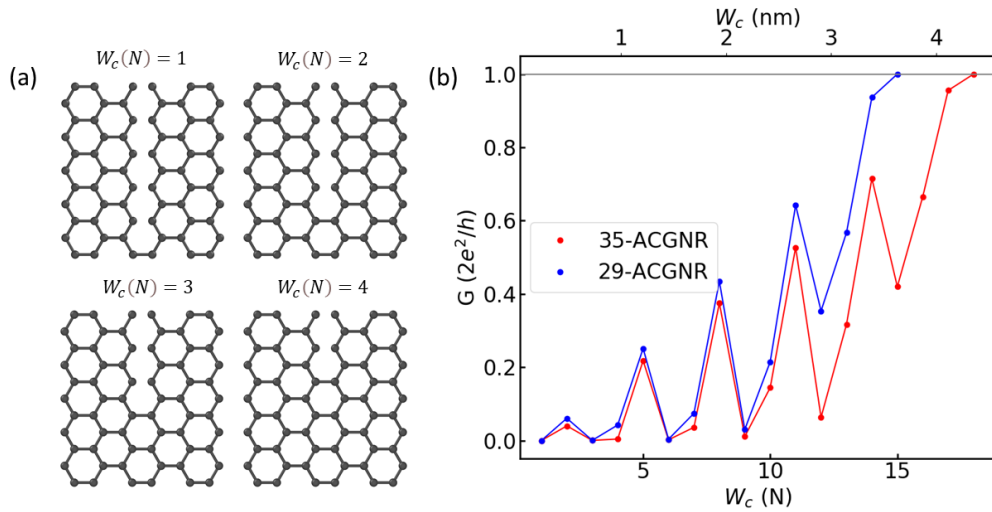 (a)
W_c(N) = 1
W_c(N) = 2
W_c(N) = 3
W_c(N) = 4
(b)
W_c (nm)
1 2 3 4
G (2e²/h)
1.0
0.8
0.6
0.4
0.2
0.0
35-ACGNR
29-ACGNR
5 10 15
W_c (N)